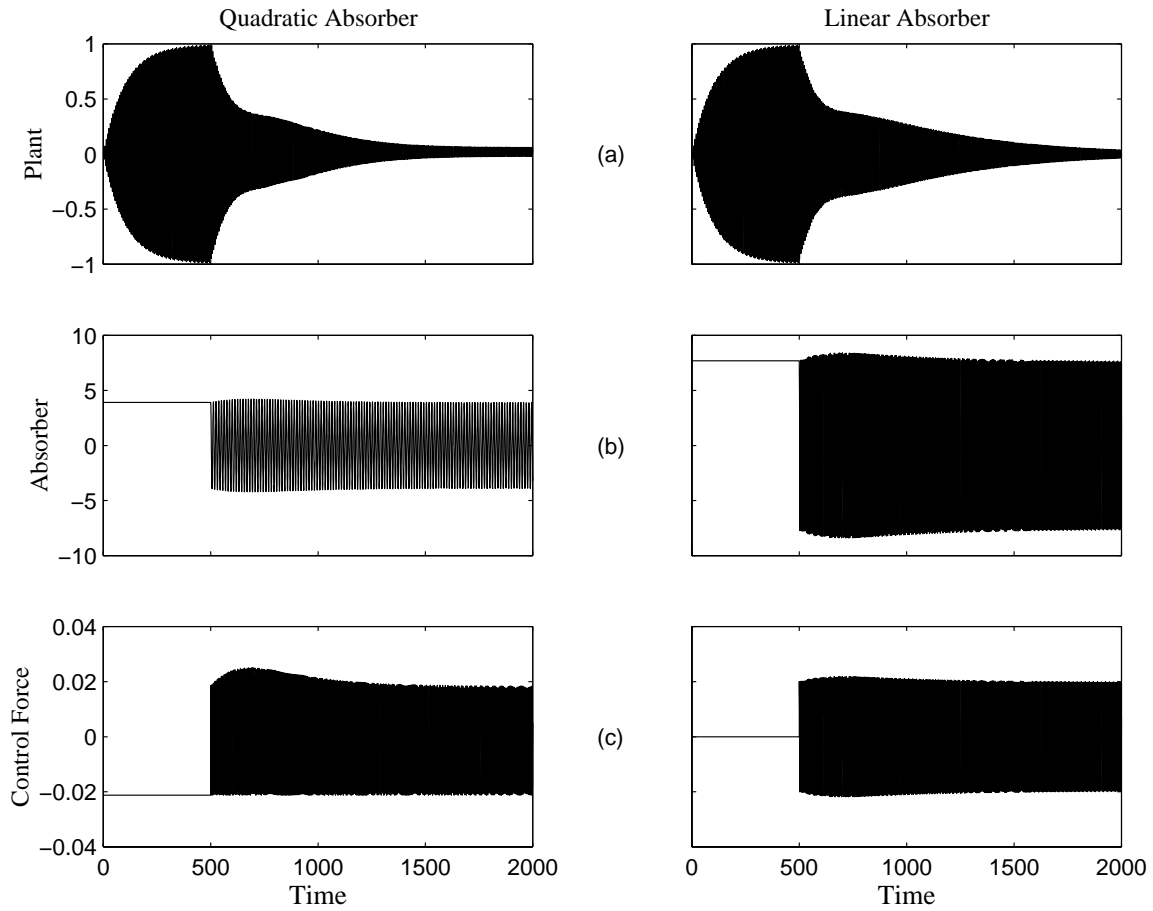 Quadratic Absorber
Linear Absorber
Plant
1
0.5
0
−0.5
−1
(a)
Absorber
10
5
0
−5
−10
(b)
Control Force
0.04
0.02
0
−0.02
−0.04
(c)
0 500 1000 1500 2000
Time
0 500 1000 1500 2000
Time